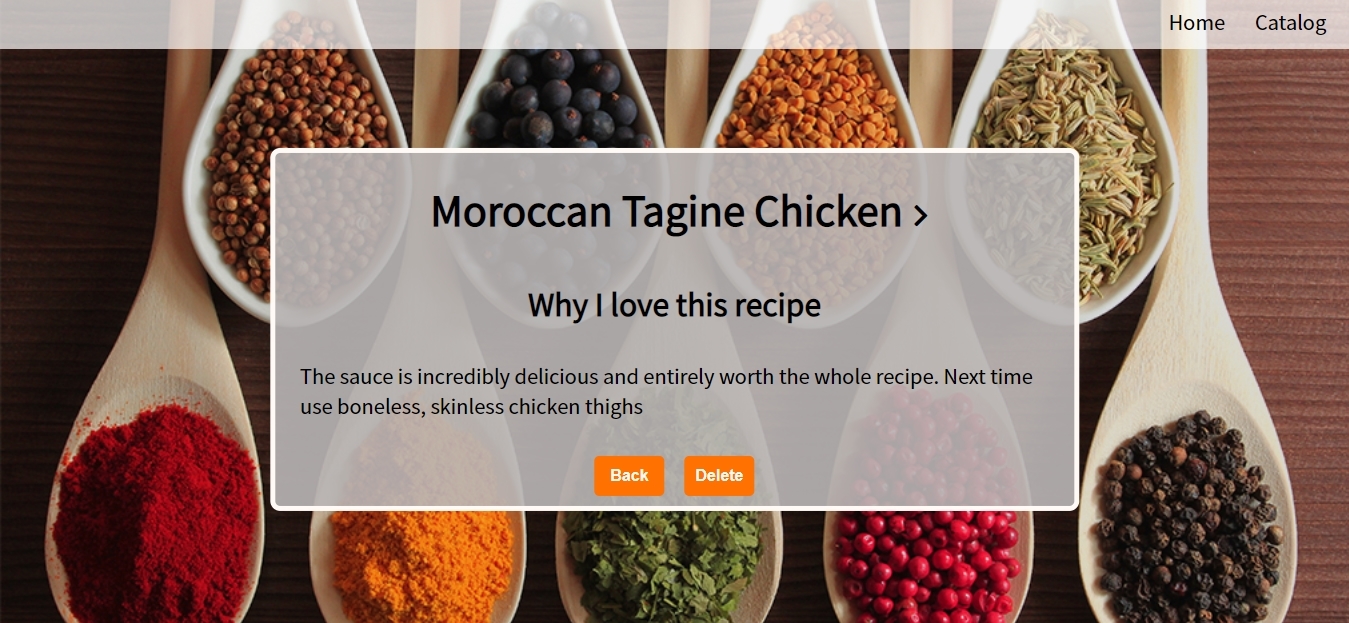 Home Catalog
Moroccan Tagine Chicken >
Why I love this recipe
The sauce is incredibly delicious and entirely worth the whole recipe. Next time
use boneless, skinless chicken thighs
Back Delete